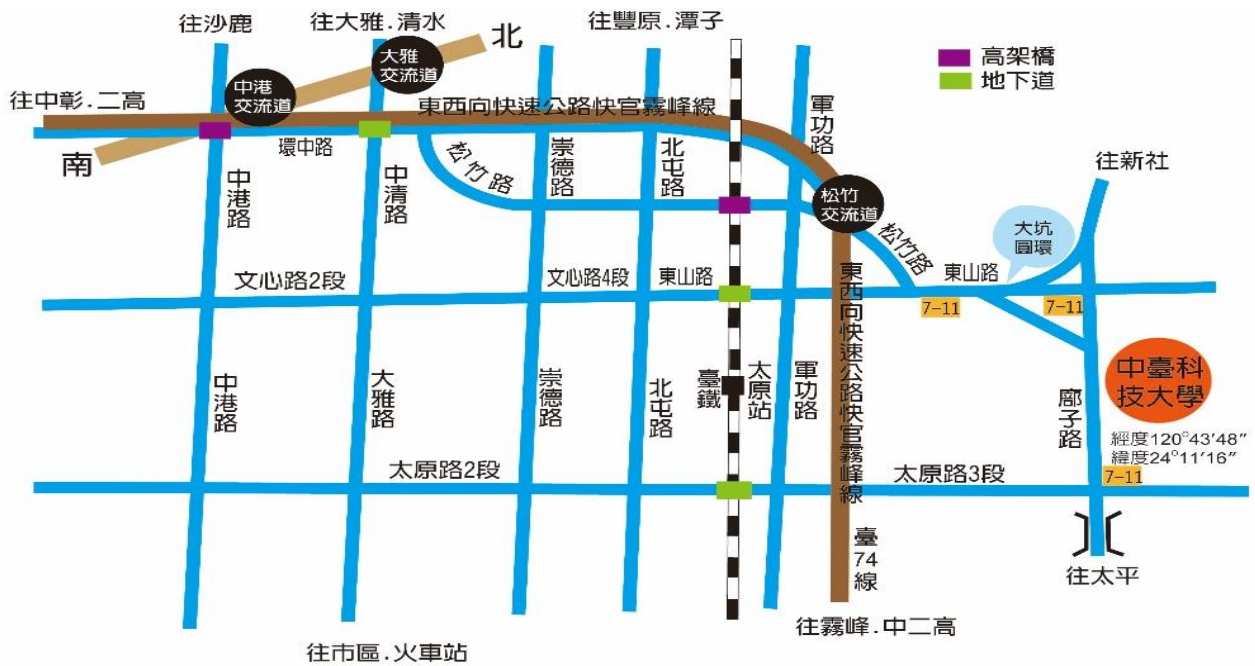 往沙鹿
往大雅.清水
北
往豐原.潭子
高架橋
地下道
大雅
交流道
中港
交流道
往中彰.二高
東西向快速公路快官霧峰線
軍功路
南
環中路
中港路
中清路
松竹路
崇德路
北屯路
往新社
松竹
交流道
松竹路
大坑
圓環
文心路2段
文心路4段
東山路
東山路
7-11
7-11
東西向快速公路快官霧峰線
中港路
大雅路
崇德路
北屯路
臺鐵
太原站
軍功路
廍子路
中臺科
技大學
經度120°43'48"
緯度24°11'16"
7-11
太原路2段
太原路3段
臺74線
往太平
往霧峰.中二高
往市區.火車站